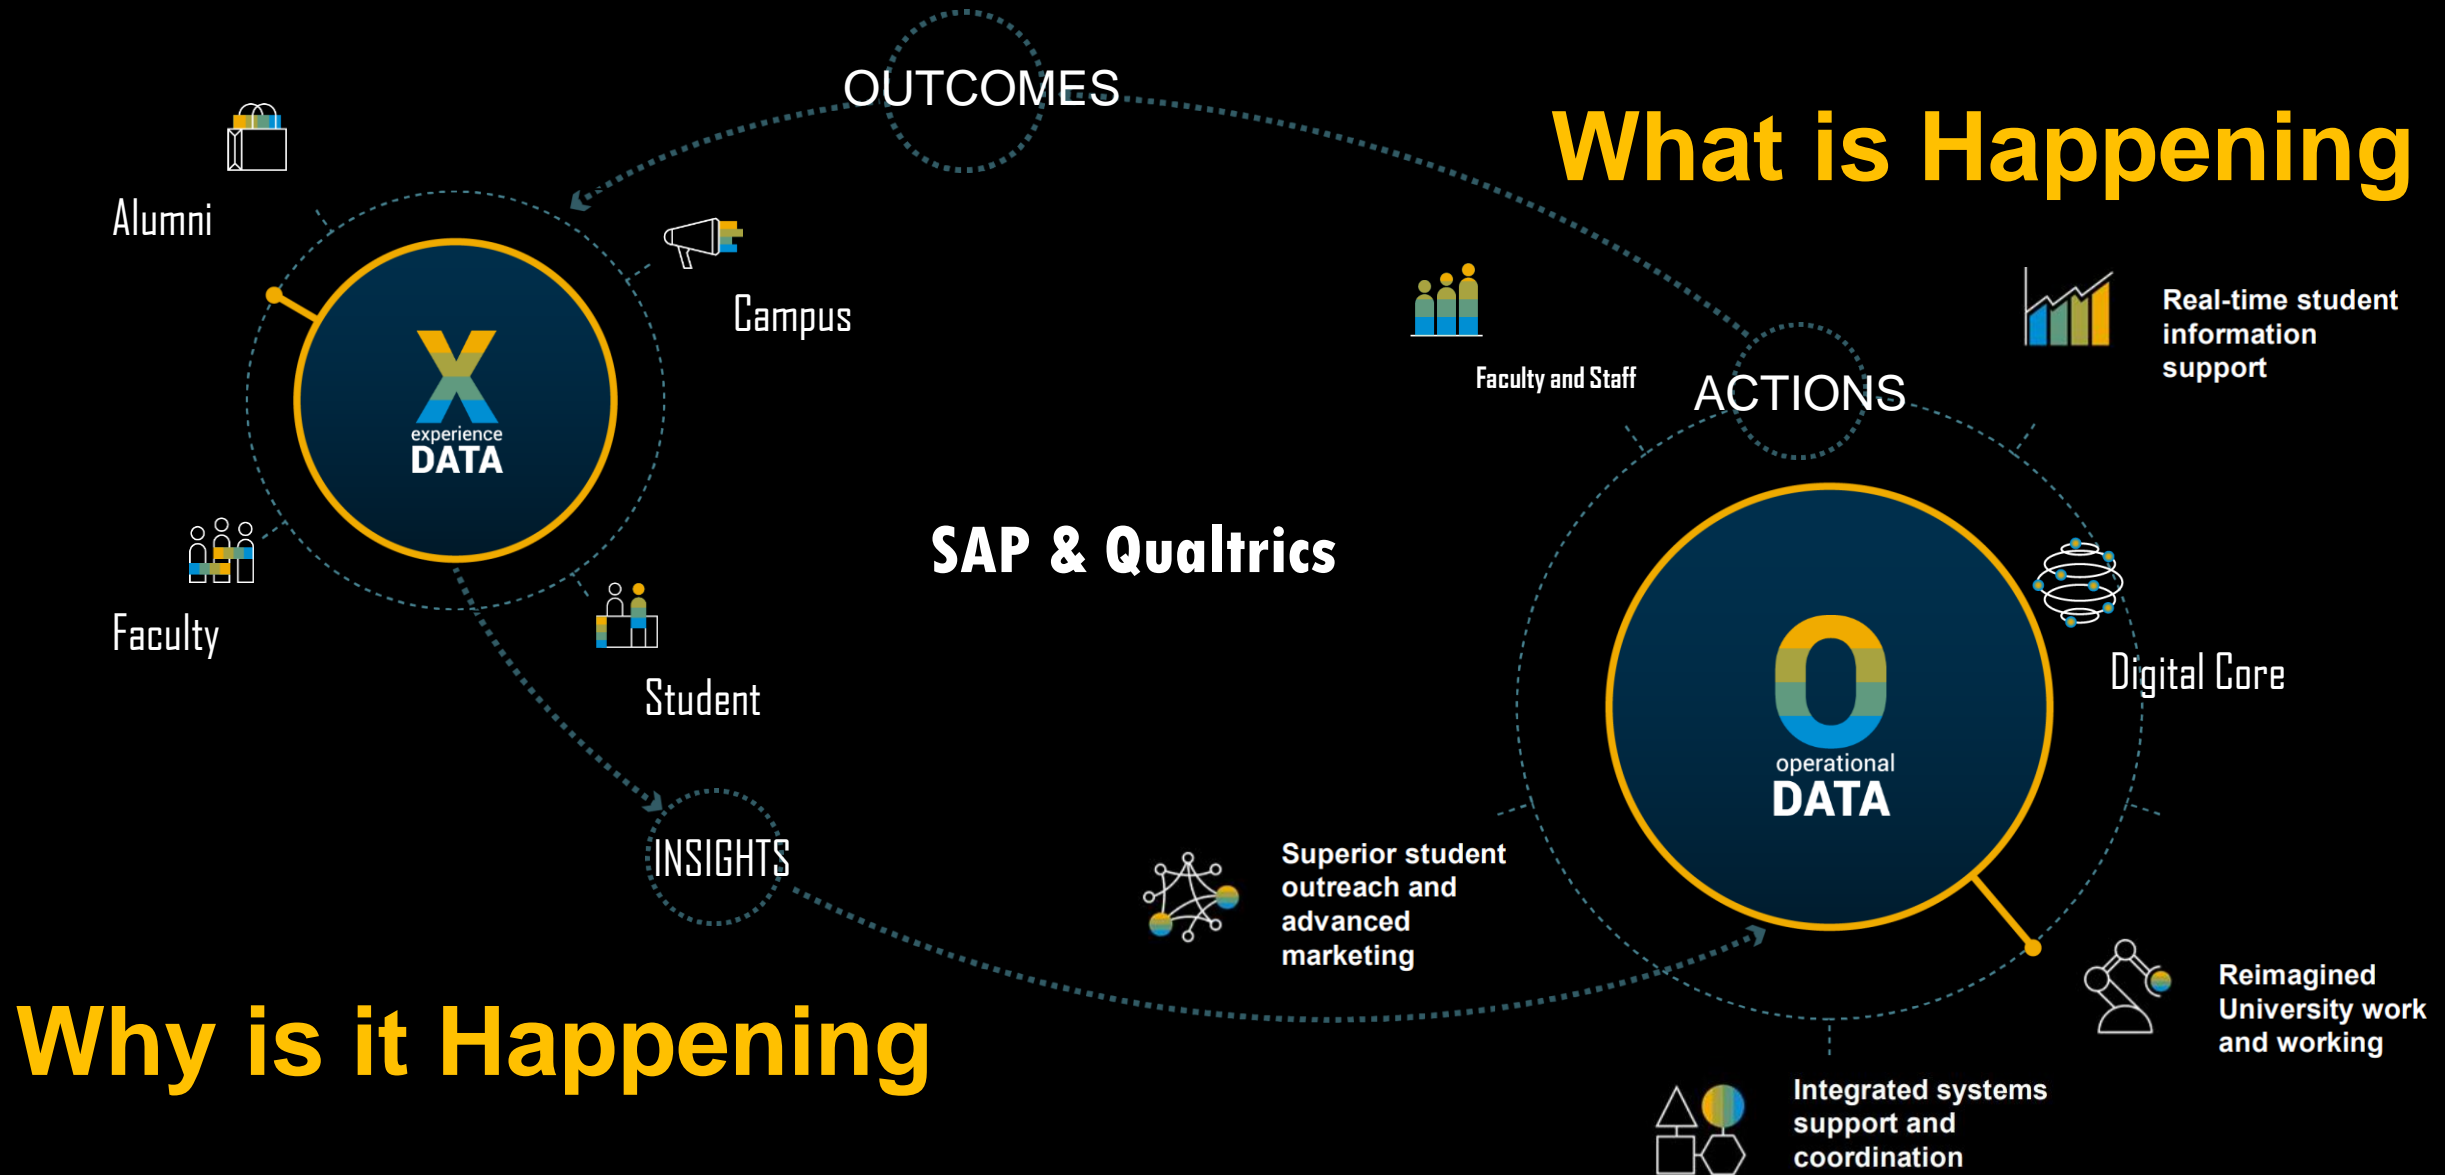 OUTCOMES
What is Happening
Alumni
Campus
X
experience
DATA
Faculty and Staff
ACTIONS
Real-time student
information
support
SAP & Qualtrics
Faculty
Student
Digital Core
O
operational
DATA
INSIGHTS
Superior student
outreach and
advanced
marketing
Why is it Happening
Reimagined
University work
and working
Integrated systems
support and
coordination